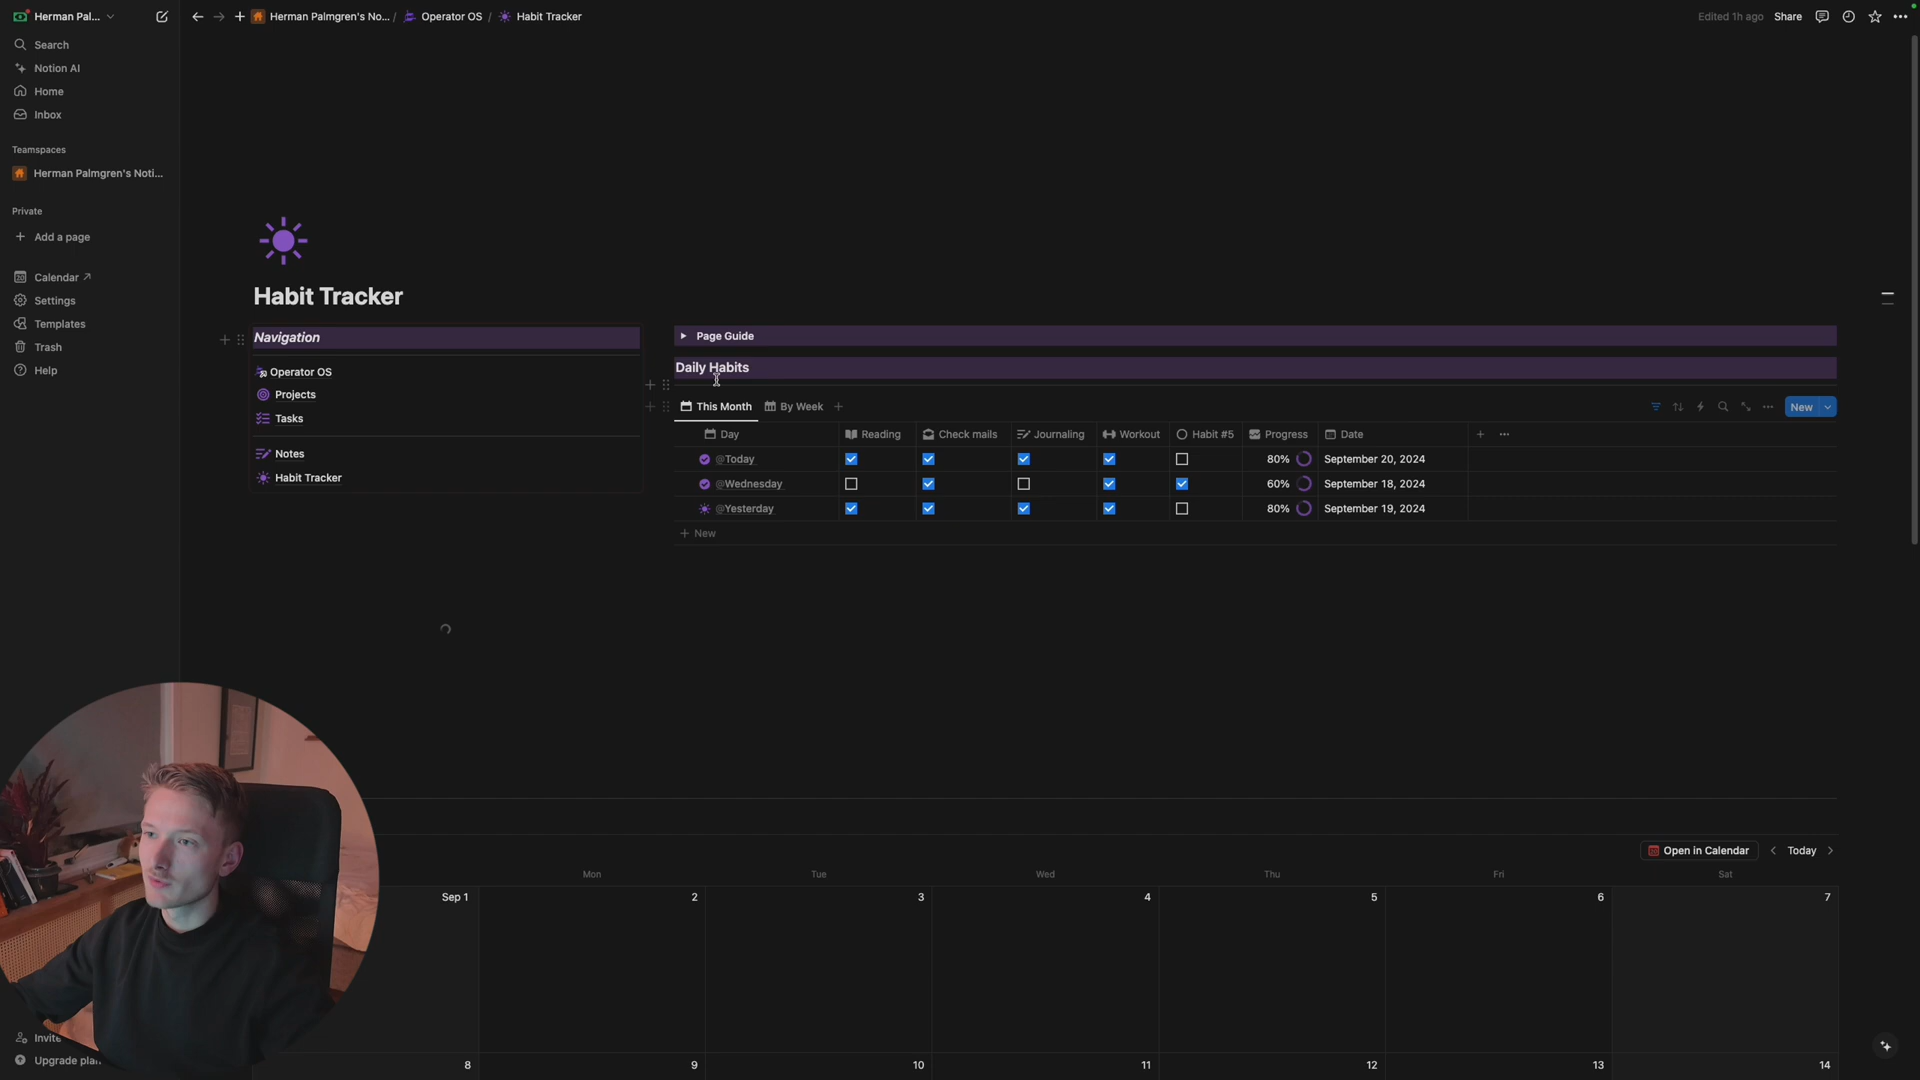 Herman Pal...
Herman Palmgren's No... / Operator OS / Habit Tracker
Edited 1h ago Share
Search
Notion AI
Home
Inbox
Teamspaces
Herman Palmgren's Noti...
Private
Add a page
Calendar ↗
Settings
Templates
Trash
Help
Habit Tracker
Navigation
Operator OS
Projects
Tasks
Notes
Habit Tracker
Page Guide
Daily Habits
This Month By Week
New
Day Reading Check mails Journaling Workout Habit #5 Progress Date
@Today 80% September 20, 2024
@Wednesday 60% September 18, 2024
@Yesterday 80% September 19, 2024
+ New
Open in Calendar < Today >
Mon Tue Wed Thu Fri Sat
Sep 1 2 3 4 5 6 7
8 9 10 11 12 13 14
Invite
Upgrade plan